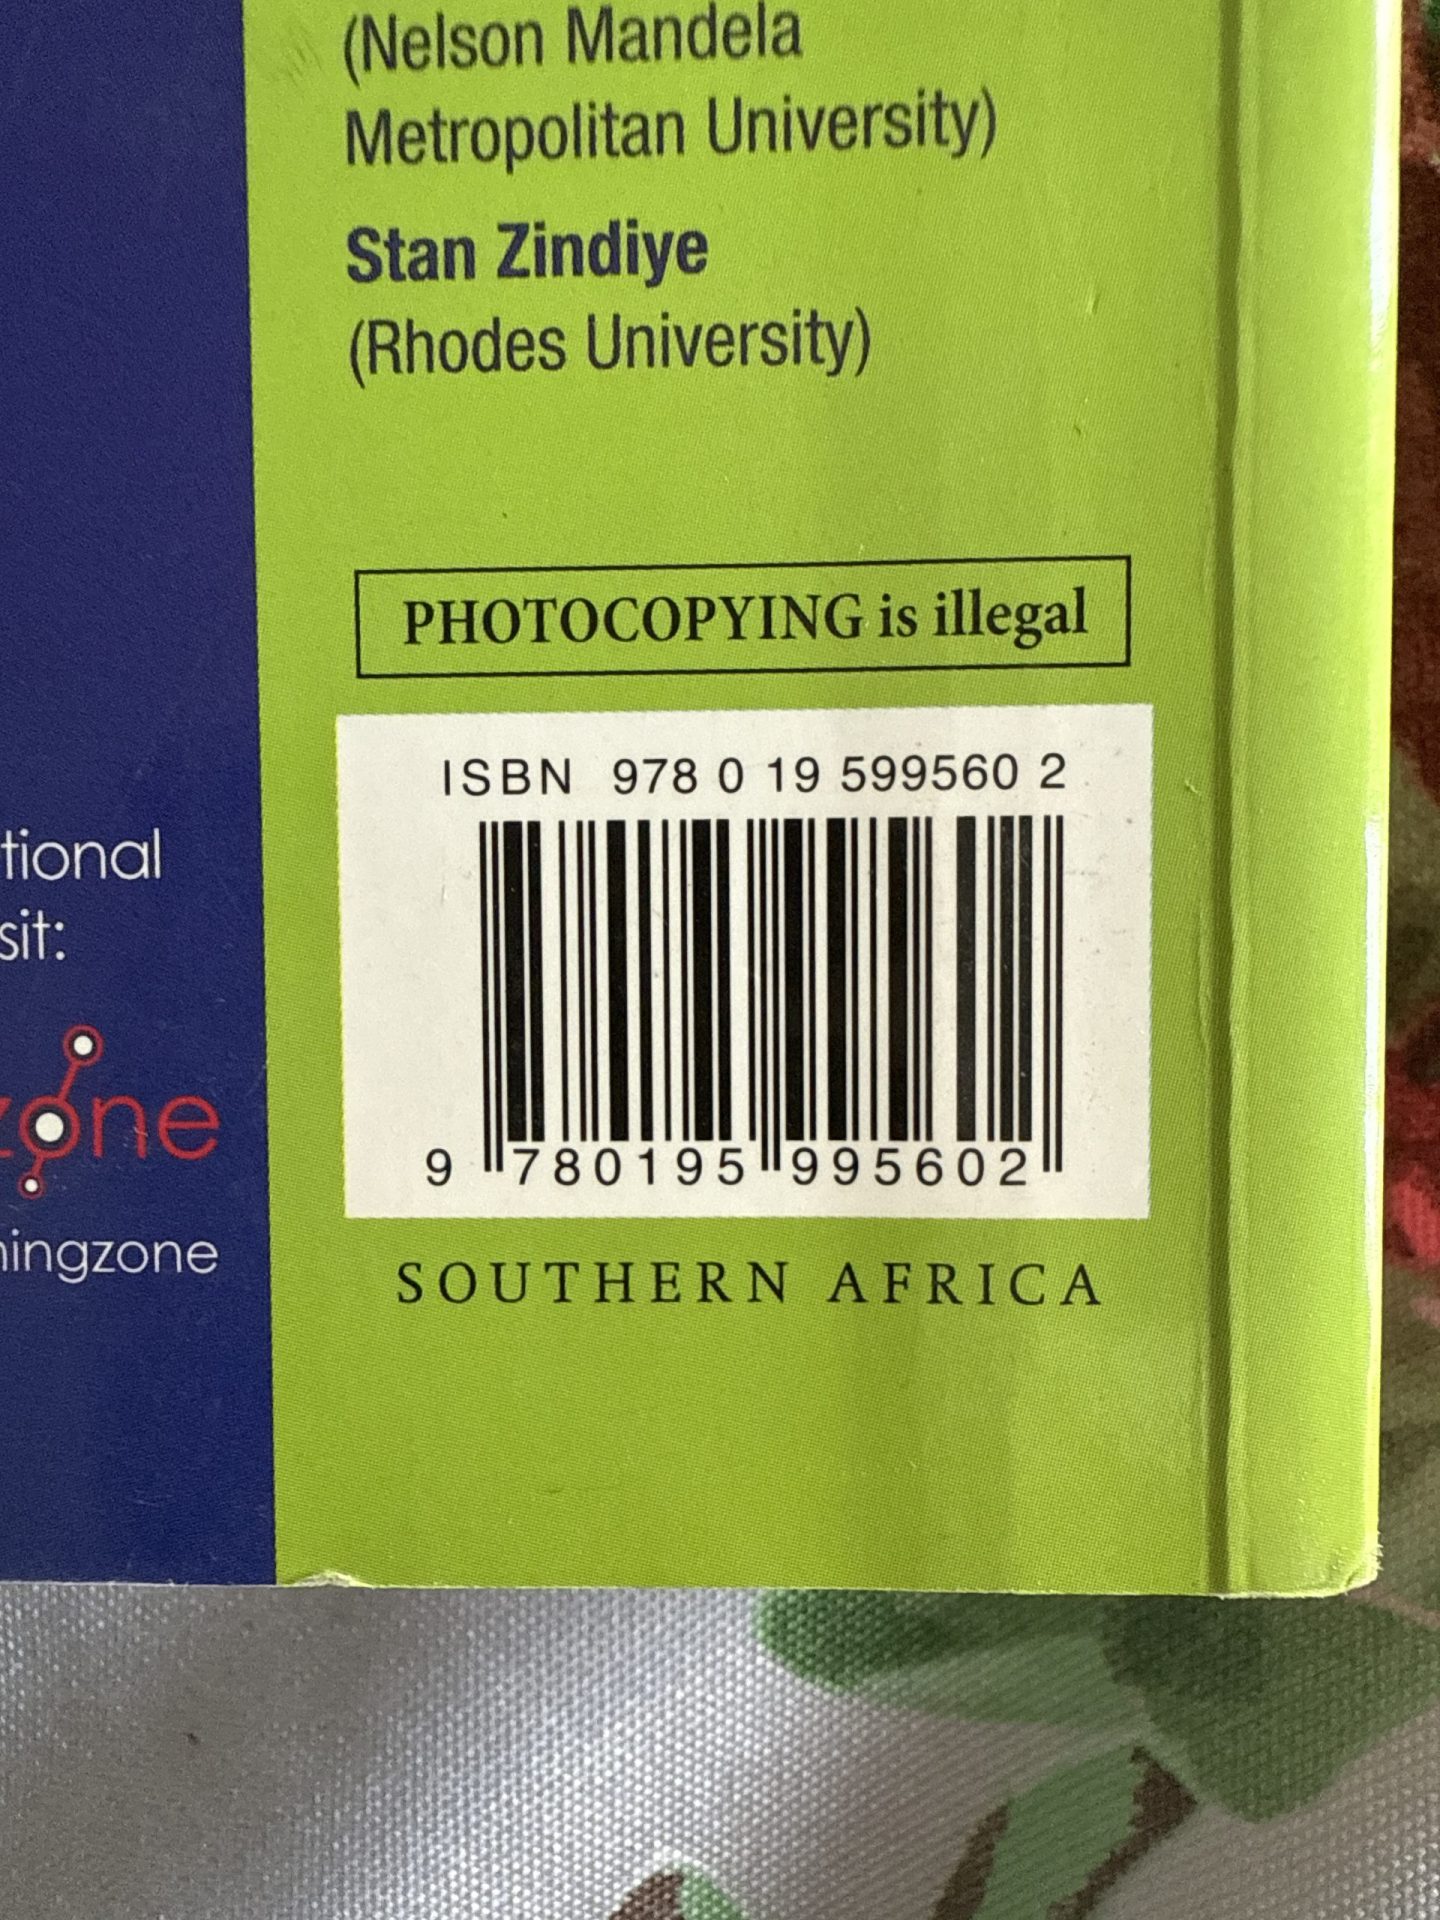 (Nelson Mandela
Metropolitan University)
Stan Zindiye
(Rhodes University)
PHOTOCOPYING is illegal
ISBN 978 0 19 599560 2
9 780195 995602
SOUTHERN AFRICA
tional
sit:
zone
ningzone